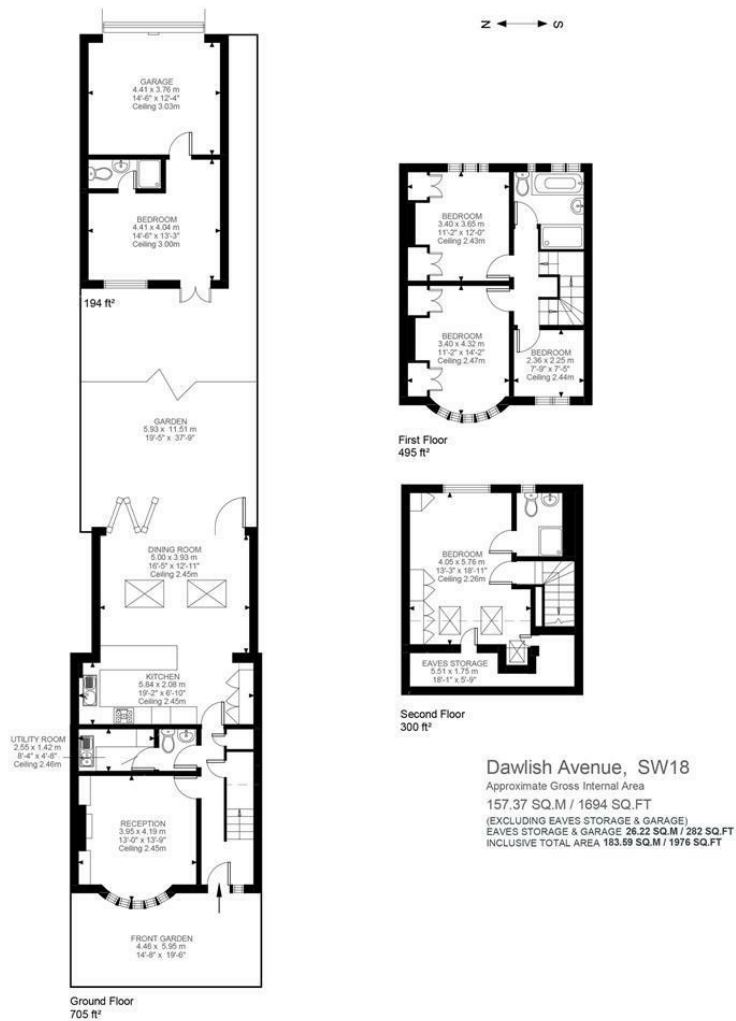 N S
GARAGE
4.41 x 3.76 m
14'-6" x 12'-4"
Ceiling 3.03m
BEDROOM
4.41 x 4.04 m
14'-6" x 13'-3"
Ceiling 3.00m
194 ft²
GARDEN
5.93 x 11.51 m
19'-5" x 37'-9"
DINING ROOM
5.00 x 3.93 m
16'-5" x 12'-11"
Ceiling 2.45m
KITCHEN
5.84 x 2.08 m
19'-2" x 6'-10"
Ceiling 2.45m
UTILITY ROOM
2.55 x 1.42 m
8'-4" x 4'-8"
Ceiling 2.46m
RECEPTION
3.95 x 4.19 m
13'-0" x 13'-9"
Ceiling 2.45m
FRONT GARDEN
4.46 x 5.95 m
14'-8" x 19'-6"
Ground Floor
705 ft²
BEDROOM
3.40 x 3.65 m
11'-2" x 12'-0"
Ceiling 2.43m
BEDROOM
3.40 x 4.32 m
11'-2" x 14'-2"
Ceiling 2.47m
BEDROOM
2.36 x 2.25 m
7'-9" x 7'-5"
Ceiling 2.44m
First Floor
495 ft²
BEDROOM
4.05 x 5.76 m
13'-3" x 18'-11"
Ceiling 2.26m
EAVES STORAGE
5.51 x 1.75 m
18'-1" x 5'-9"
Second Floor
300 ft²
Dawlish Avenue, SW18
Approximate Gross Internal Area
157.37 SQ.M / 1694 SQ.FT
(EXCLUDING EAVES STORAGE & GARAGE)
EAVES STORAGE & GARAGE 26.22 SQ.M / 282 SQ.FT
INCLUSIVE TOTAL AREA 183.59 SQ.M / 1976 SQ.FT